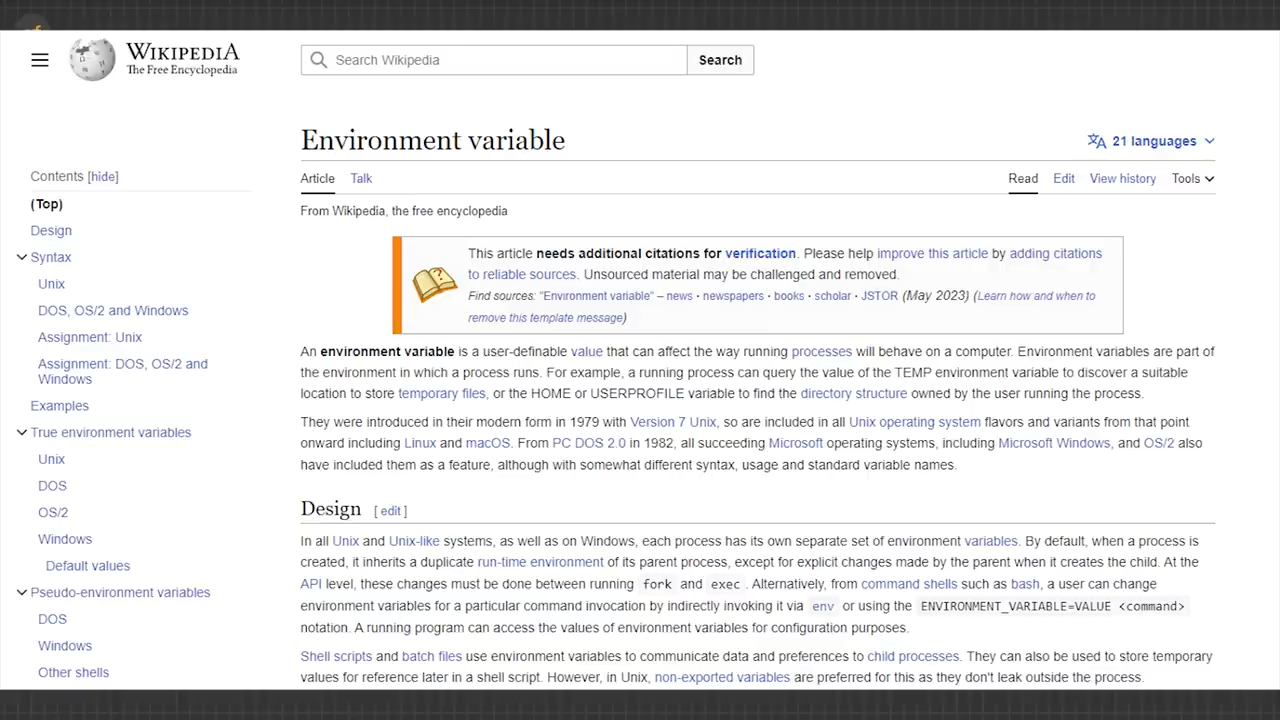 WIKIPEDIA
The Free Encyclopedia
Search Wikipedia
Search
Environment variable
21 languages
Article Talk
Read Edit View history Tools
From Wikipedia, the free encyclopedia
Contents [hide]
(Top)
Design
Syntax
Unix
DOS, OS/2 and Windows
Assignment: Unix
Assignment: DOS, OS/2 and
Windows
Examples
True environment variables
Unix
DOS
OS/2
Windows
Default values
Pseudo-environment variables
DOS
Windows
Other shells
This article needs additional citations for verification. Please help improve this article by adding citations
to reliable sources. Unsourced material may be challenged and removed.
Find sources: "Environment variable" – news · newspapers · books · scholar · JSTOR (May 2023) (Learn how and when to
remove this template message)
An environment variable is a user-definable value that can affect the way running processes will behave on a computer. Environment variables are part of
the environment in which a process runs. For example, a running process can query the value of the TEMP environment variable to discover a suitable
location to store temporary files, or the HOME or USERPROFILE variable to find the directory structure owned by the user running the process.
They were introduced in their modern form in 1979 with Version 7 Unix, so are included in all Unix operating system flavors and variants from that point
onward including Linux and macOS. From PC DOS 2.0 in 1982, all succeeding Microsoft operating systems, including Microsoft Windows, and OS/2 also
have included them as a feature, although with somewhat different syntax, usage and standard variable names.
Design [ edit ]
In all Unix and Unix-like systems, as well as on Windows, each process has its own separate set of environment variables. By default, when a process is
created, it inherits a duplicate run-time environment of its parent process, except for explicit changes made by the parent when it creates the child. At the
API level, these changes must be done between running fork and exec. Alternatively, from command shells such as bash, a user can change
environment variables for a particular command invocation by indirectly invoking it via env or using the ENVIRONMENT_VARIABLE=VALUE <command>
notation. A running program can access the values of environment variables for configuration purposes.
Shell scripts and batch files use environment variables to communicate data and preferences to child processes. They can also be used to store temporary
values for reference later in a shell script. However, in Unix, non-exported variables are preferred for this as they don't leak outside the process.